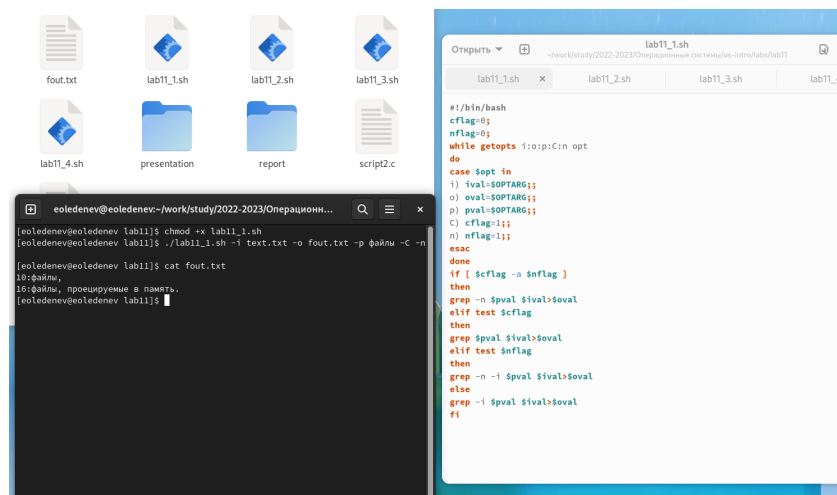 fout.txt
lab11_1.sh
lab11_2.sh
lab11_3.sh
lab11_4.sh
presentation
report
script2.c
eoledenev@eoledenev:~/work/study/2022-2023/Операционн...
[eoledenev@eoledenev lab11]$ chmod +x lab11_1.sh
[eoledenev@eoledenev lab11]$ ./lab11_1.sh -i text.txt -o fout.txt -p файлы -C -n
[eoledenev@eoledenev lab11]$ cat fout.txt
10:файлы,
16:файлы, проецируемые в память.
[eoledenev@eoledenev lab11]$
Открыть
lab11_1.sh
~/work/study/2022-2023/Операционные системы/os-intro/labs/lab11
lab11_1.sh
lab11_2.sh
lab11_3.sh
lab11_
#!/bin/bash
cflag=0;
nflag=0;
while getopts i:o:p:C:n opt
do
case $opt in
i) ival=$OPTARG;;
o) oval=$OPTARG;;
p) pval=$OPTARG;;
C) cflag=1;;
n) nflag=1;;
esac
done
if [ $cflag -a $nflag ]
then
grep -n $pval $ival>$oval
elif test $cflag
then
grep $pval $ival>$oval
elif test $nflag
then
grep -n -i $pval $ival>$oval
else
grep -i $pval $ival>$oval
fi